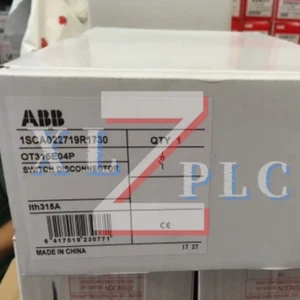 ABB
1SCA022719R1730
QTY 1
OT315E04P
SWITCH DISCONNECTOR
Ith315A
CE
6 417019 230771
MADE IN CHINA
XL Z PLC